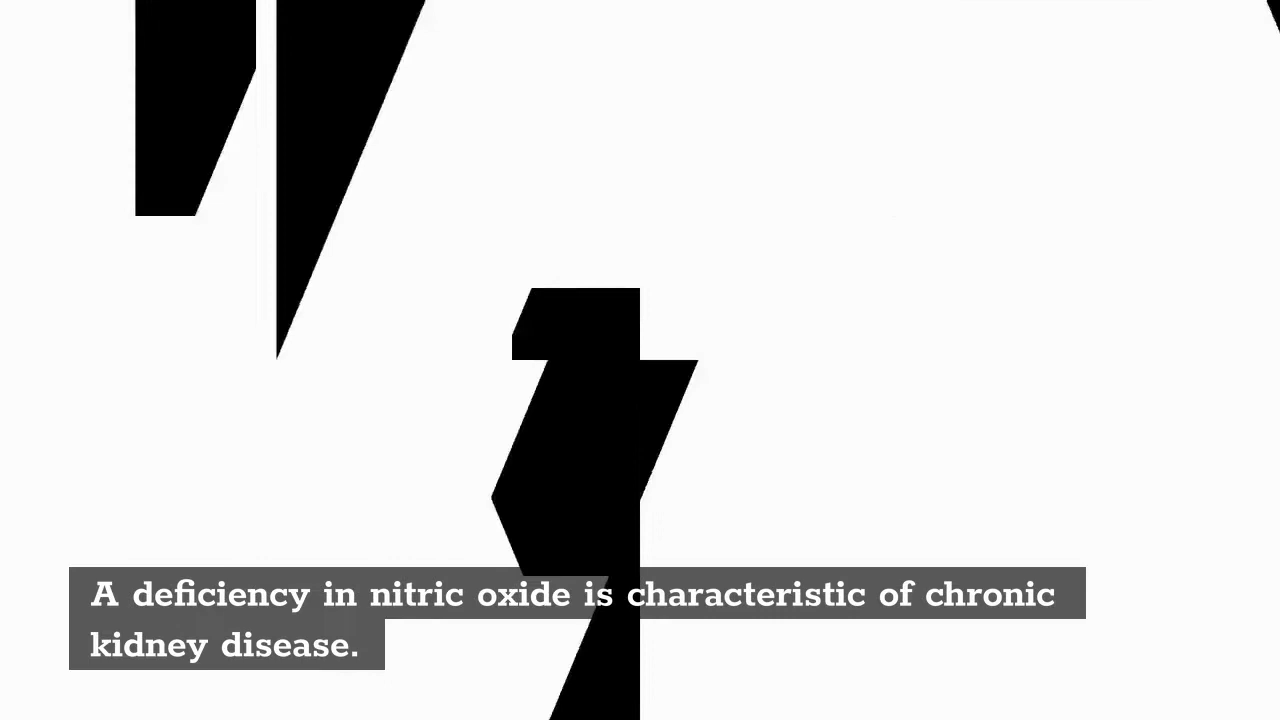 A deficiency in nitric oxide is characteristic of chronic
kidney disease.